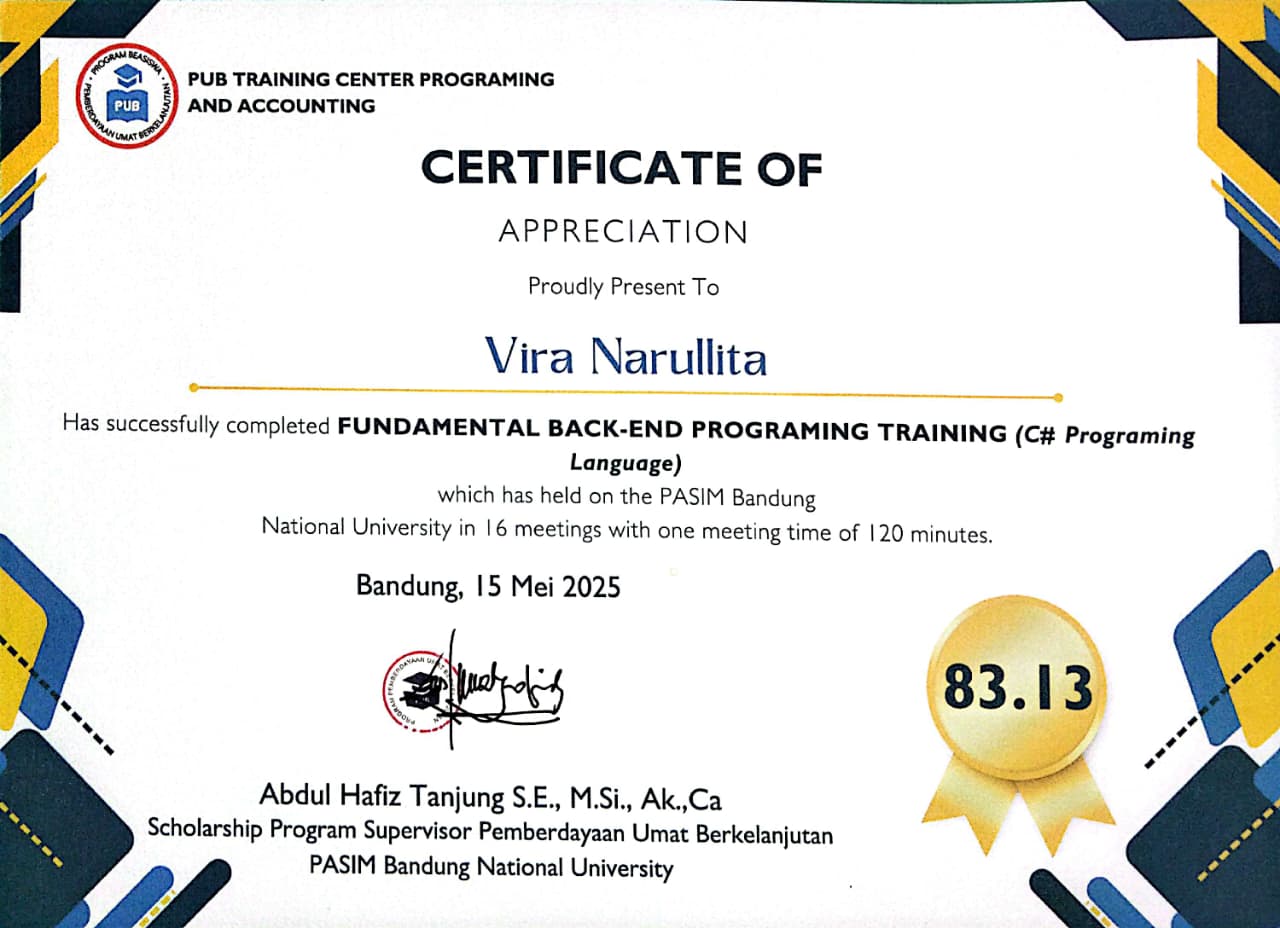 PROGRAM BEASISWA
PEMBERDAYAAN UMAT BERKELANJUTAN
PUB
PUB TRAINING CENTER PROGRAMING
AND ACCOUNTING
CERTIFICATE OF
APPRECIATION
Proudly Present To
Vira Narullita
Has successfully completed FUNDAMENTAL BACK-END PROGRAMING TRAINING (C# Programing
Language)
which has held on the PASIM Bandung
National University in 16 meetings with one meeting time of 120 minutes.
Bandung, 15 Mei 2025
PROGRAM PEMBERDAYAAN UMAT
83.13
Abdul Hafiz Tanjung S.E., M.Si., Ak.,Ca
Scholarship Program Supervisor Pemberdayaan Umat Berkelanjutan
PASIM Bandung National University